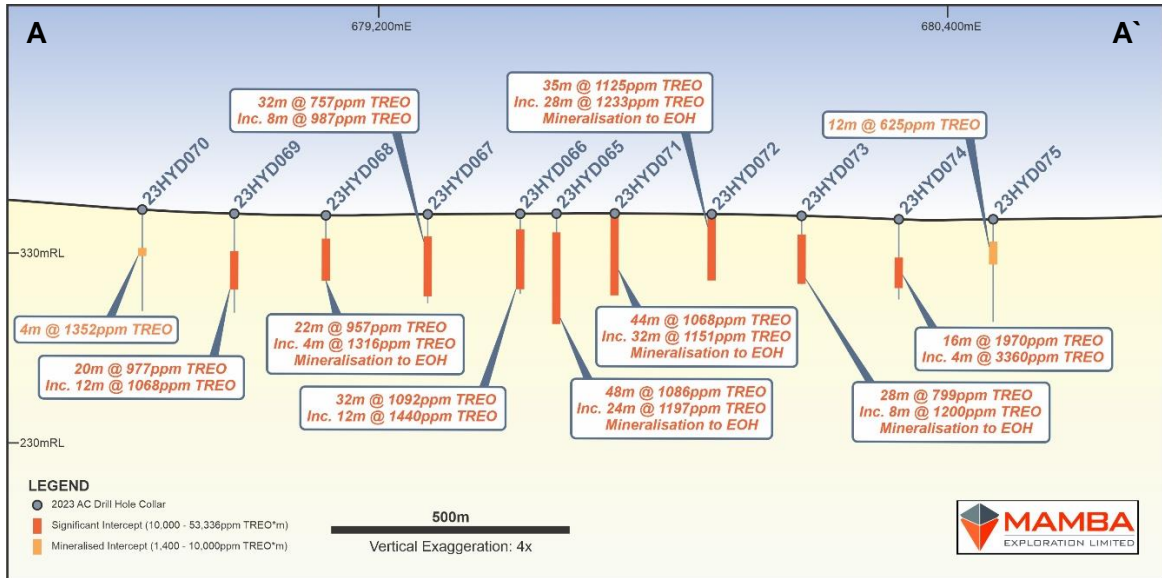 A
679,200mE
680,400mE
A`
32m @ 757ppm TREO
Inc. 8m @ 987ppm TREO
35m @ 1125ppm TREO
Inc. 28m @ 1233ppm TREO
Mineralisation to EOH
12m @ 625ppm TREO
23HYD070
23HYD069
23HYD068
23HYD067
23HYD066
23HYD065
23HYD071
23HYD072
23HYD073
23HYD074
23HYD075
330mRL
4m @ 1352ppm TREO
20m @ 977ppm TREO
Inc. 12m @ 1068ppm TREO
22m @ 957ppm TREO
Inc. 4m @ 1316ppm TREO
Mineralisation to EOH
32m @ 1092ppm TREO
Inc. 12m @ 1440ppm TREO
44m @ 1068ppm TREO
Inc. 32m @ 1151ppm TREO
Mineralisation to EOH
48m @ 1086ppm TREO
Inc. 24m @ 1197ppm TREO
Mineralisation to EOH
16m @ 1970ppm TREO
Inc. 4m @ 3360ppm TREO
28m @ 799ppm TREO
Inc. 8m @ 1200ppm TREO
Mineralisation to EOH
230mRL
LEGEND
2023 AC Drill Hole Collar
Significant Intercept (10,000 - 53,336ppm TREO*m)
Mineralised Intercept (1,400 - 10,000ppm TREO*m)
500m
Vertical Exaggeration: 4x
MAMBA
EXPLORATION LIMITED